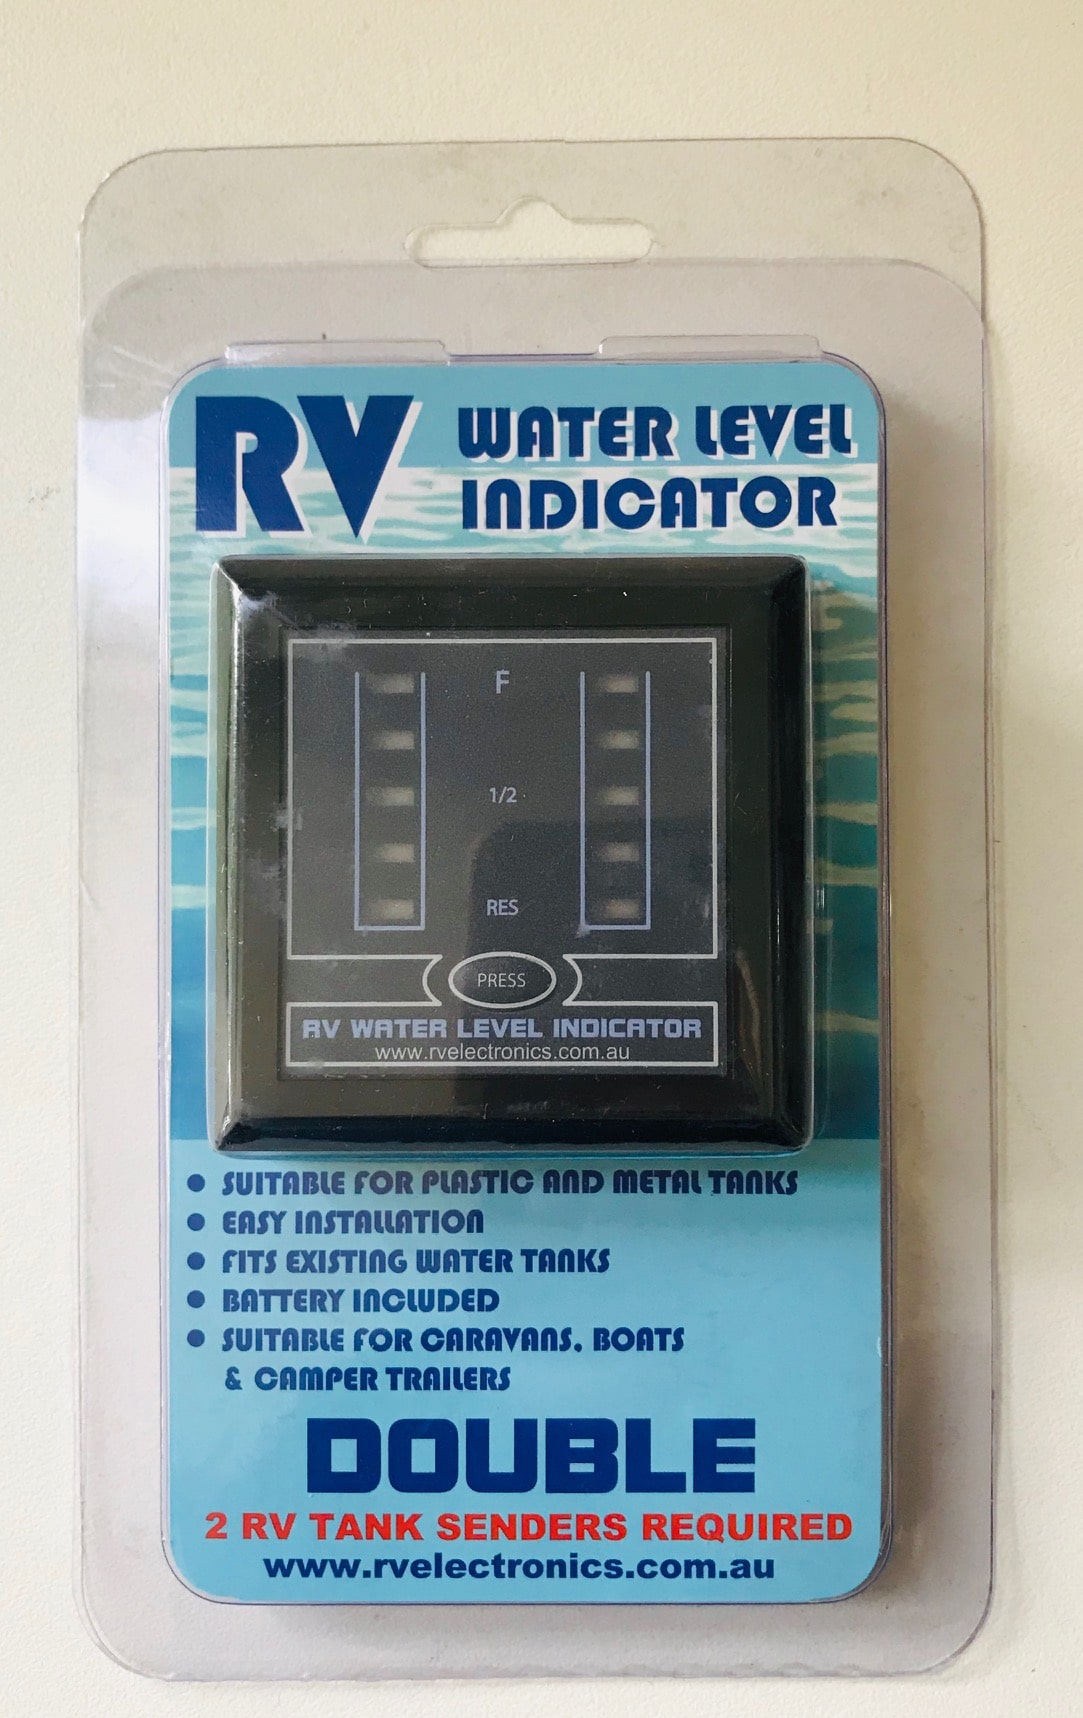 RV WATER LEVEL
INDICATOR
F
1/2
RES
PRESS
RV WATER LEVEL INDICATOR
www.rvelectronics.com.au
• SUITABLE FOR PLASTIC AND METAL TANKS
• EASY INSTALLATION
• FITS EXISTING WATER TANKS
• BATTERY INCLUDED
• SUITABLE FOR CARAVANS, BOATS
& CAMPER TRAILERS
DOUBLE
2 RV TANK SENDERS REQUIRED
www.rvelectronics.com.au